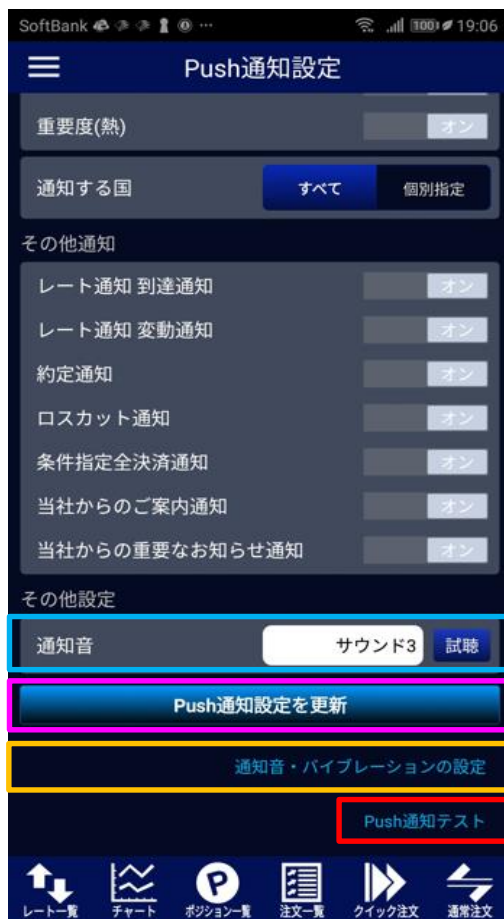 SoftBank 100 19:06
Push通知設定
重要度(熱) オン
通知する国 すべて 個別指定
その他通知
レート通知 到達通知 オン
レート通知 変動通知 オン
約定通知 オン
ロスカット通知 オン
条件指定全決済通知 オン
当社からのご案内通知 オン
当社からの重要なお知らせ通知 オン
その他設定
通知音 サウンド3 試聴
Push通知設定を更新
通知音・バイブレーションの設定
Push通知テスト
レート一覧 チャート ポジション一覧 注文一覧 クイック注文 通常注文